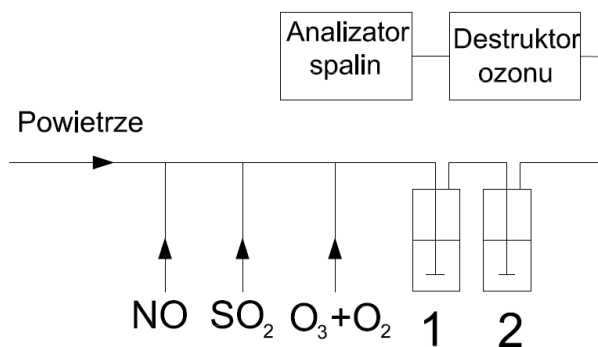 Analizator
spalin
Destruktor
ozonu
Powietrze
NO SO₂ O₃+O₂ 1 2